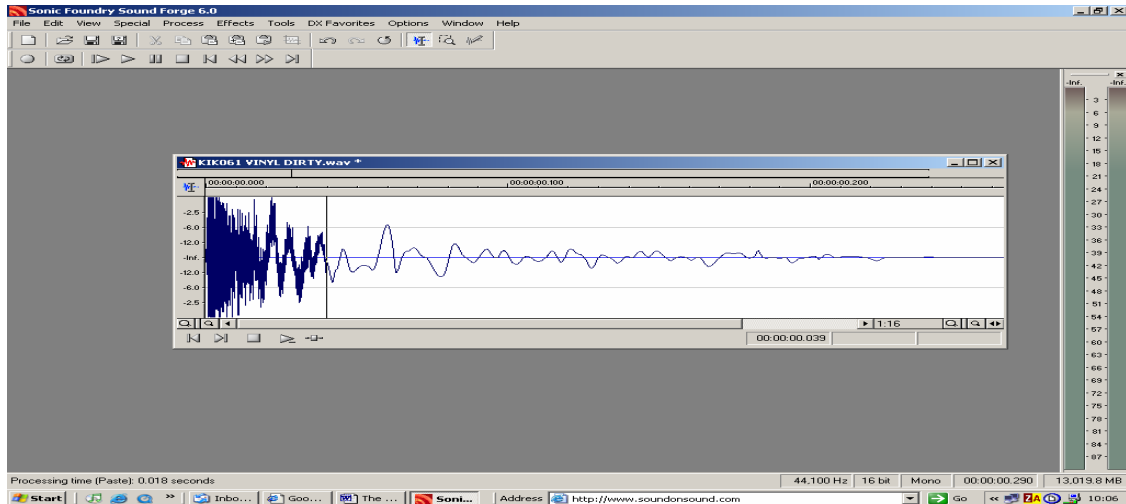 Sonic Foundry Sound Forge 6.0
File Edit View Special Process Effects Tools DX Favorites Options Window Help
-Inf. -Inf.
KIK061 VINYL DIRTY.wav *
00:00:00.000 00:00:00.100 00:00:00.200
-2.5
-6.0
-12.0
-Inf.
-12.0
-6.0
-2.5
1:16
00:00:00.039
- 3 -
- 6 -
- 9 -
- 12 -
- 15 -
- 18 -
- 21 -
- 24 -
- 27 -
- 30 -
- 33 -
- 36 -
- 39 -
- 42 -
- 45 -
- 48 -
- 51 -
- 54 -
- 57 -
- 60 -
- 63 -
- 66 -
- 69 -
- 72 -
- 75 -
- 78 -
- 81 -
- 84 -
- 87 -
Processing time (Paste): 0.018 seconds 44,100 Hz 16 bit Mono 00:00:00.290 13,019.8 MB
Start » Inbo... Goo... The ... Soni... Address http://www.soundonsound.com Go « 10:06